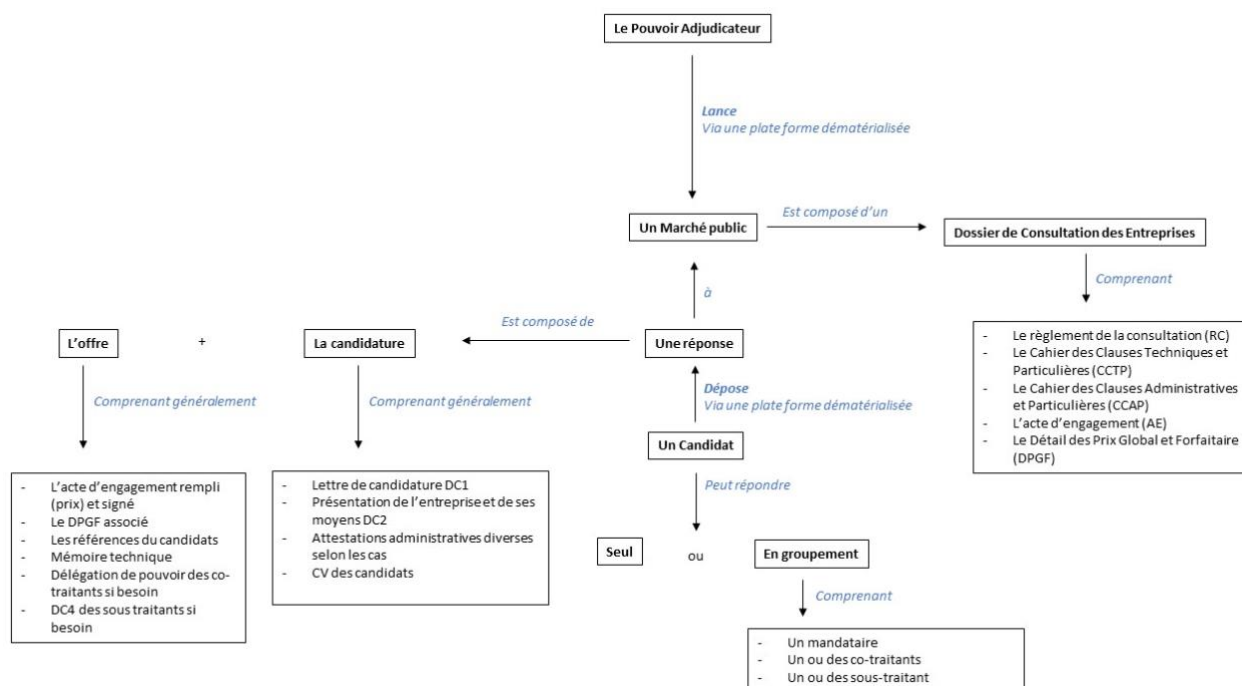 Le Pouvoir Adjudicateur
Lance
Via une plate forme dématérialisée
Un Marché public
Est composé d'un
Dossier de Consultation des Entreprises
Comprenant
- Le règlement de la consultation (RC)
- Le Cahier des Clauses Techniques et
Particulières (CCTP)
- Le Cahier des Clauses Administratives
et Particulières (CCAP)
- L'acte d'engagement (AE)
- Le Détail des Prix Global et Forfaitaire
(DPGF)
à
Une réponse
Est composé de
La candidature
+
L'offre
Comprenant généralement
- L'acte d'engagement rempli
(prix) et signé
- Le DPGF associé
- Les références du candidats
- Mémoire technique
- Délégation de pouvoir des co-
traitants si besoin
- DC4 des sous traitants si
besoin
Comprenant généralement
- Lettre de candidature DC1
- Présentation de l'entreprise et de ses
moyens DC2
- Attestations administratives diverses
selon les cas
- CV des candidats
Dépose
Via une plate forme dématérialisée
Un Candidat
Peut répondre
Seul
ou
En groupement
Comprenant
- Un mandataire
- Un ou des co-traitants
- Un ou des sous-traitant